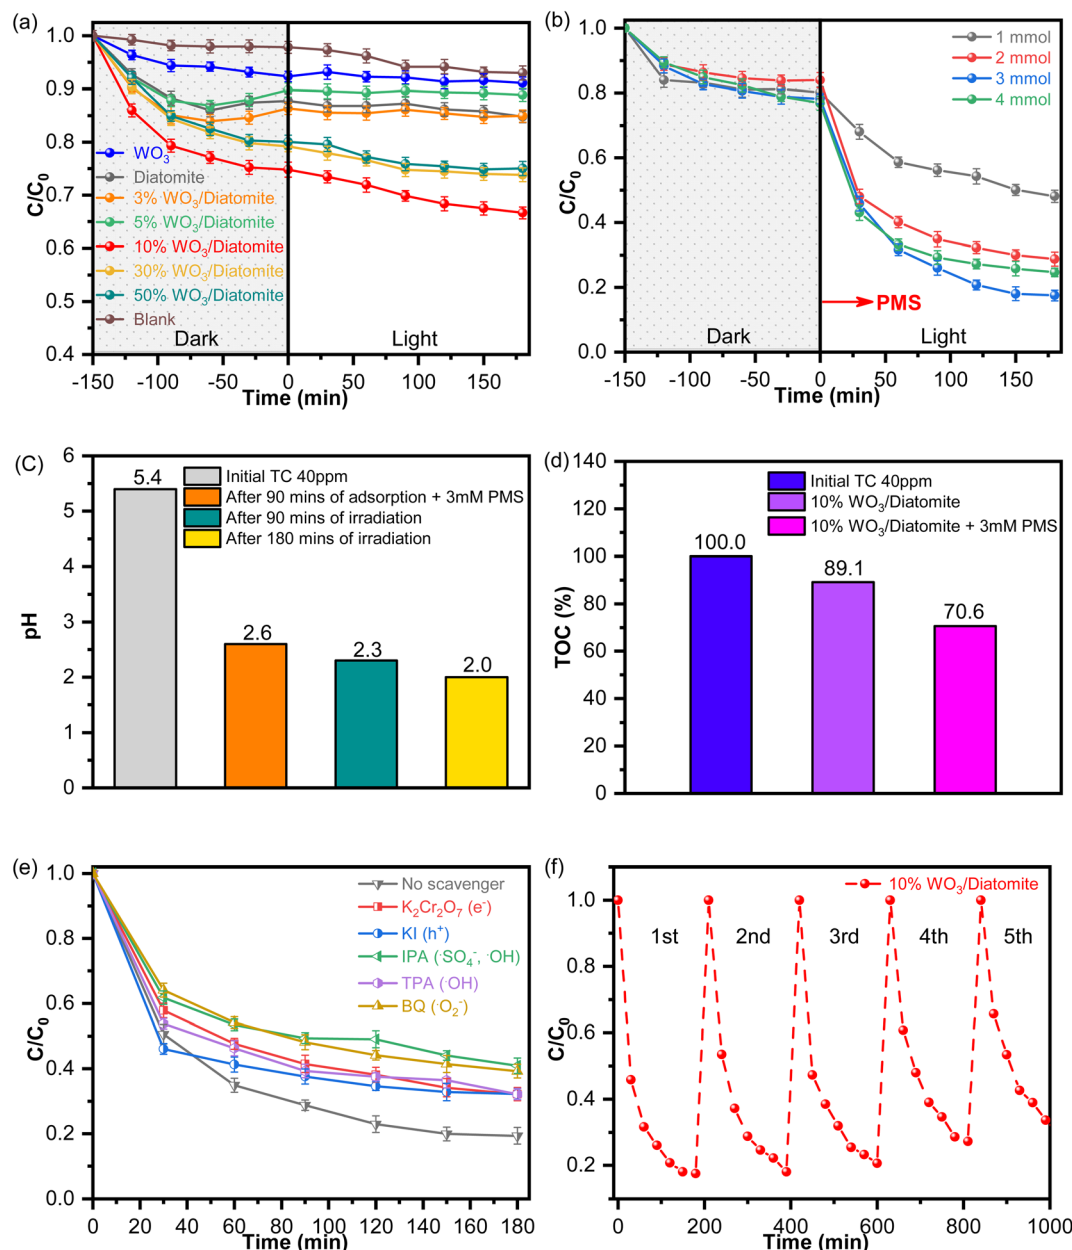 (a)
C/C0
1.0
0.9
0.8
0.7
0.6
0.5
0.4
WO3
Diatomite
3% WO3/Diatomite
5% WO3/Diatomite
10% WO3/Diatomite
30% WO3/Diatomite
50% WO3/Diatomite
Blank
Dark
Light
-150 -100 -50 0 50 100 150
Time (min)
(b)
C/C0
1.0
0.8
0.6
0.4
0.2
0.0
1 mmol
2 mmol
3 mmol
4 mmol
PMS
Dark
Light
-150 -100 -50 0 50 100 150
Time (min)
(C)
pH
6
5
4
3
2
1
0
Initial TC 40ppm
After 90 mins of adsorption + 3mM PMS
After 90 mins of irradiation
After 180 mins of irradiation
5.4
2.6
2.3
2.0
(d)
TOC (%)
140
120
100
80
60
40
20
0
Initial TC 40ppm
10% WO3/Diatomite
10% WO3/Diatomite + 3mM PMS
100.0
89.1
70.6
(e)
C/C0
1.0
0.8
0.6
0.4
0.2
0.0
No scavenger
K2Cr2O7 (e-)
KI (h+)
IPA (·SO4-, ·OH)
TPA (·OH)
BQ (·O2-)
0 20 40 60 80 100 120 140 160 180
Time (min)
(f)
C/C0
1.0
0.8
0.6
0.4
0.2
10% WO3/Diatomite
1st 2nd 3rd 4th 5th
0 200 400 600 800 1000
Time (min)